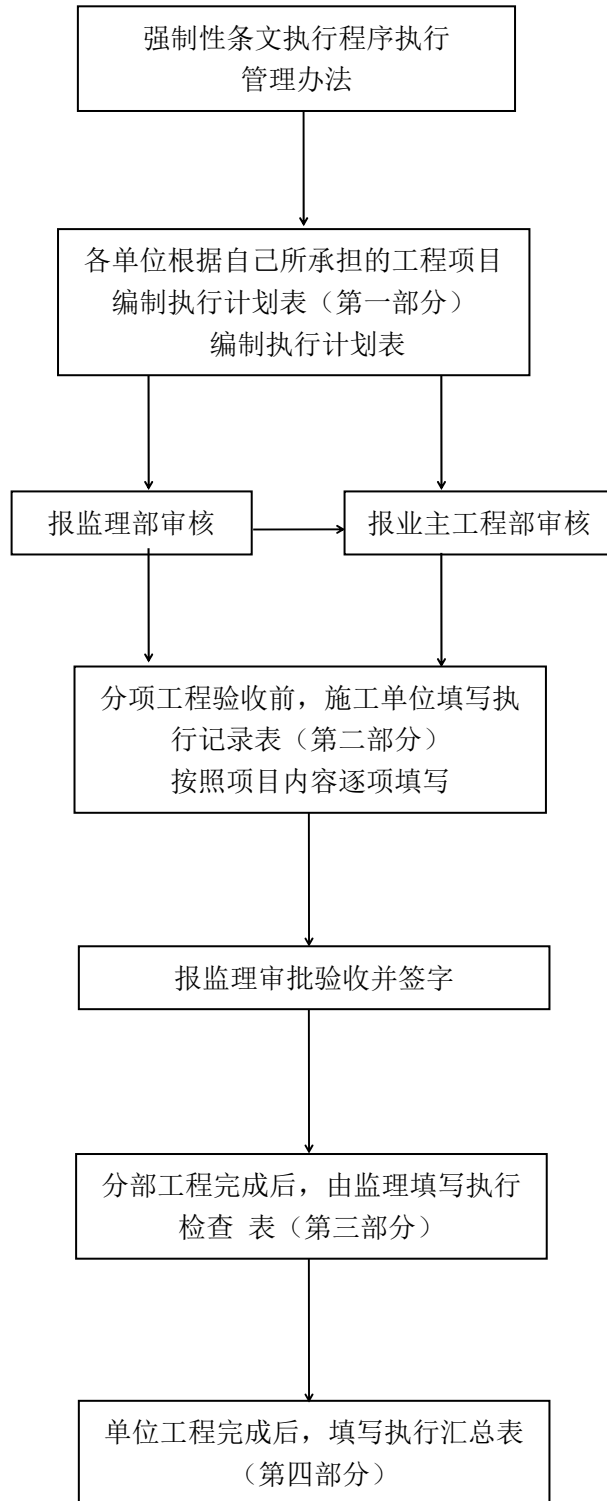 强制性条文执行程序执行
管理办法
各单位根据自己所承担的工程项目
编制执行计划表（第一部分）
编制执行计划表
报监理部审核
报业主工程部审核
分项工程验收前，施工单位填写执
行记录表（第二部分）
按照项目内容逐项填写
报监理审批验收并签字
分部工程完成后，由监理填写执行
检查 表（第三部分）
单位工程完成后，填写执行汇总表
（第四部分）